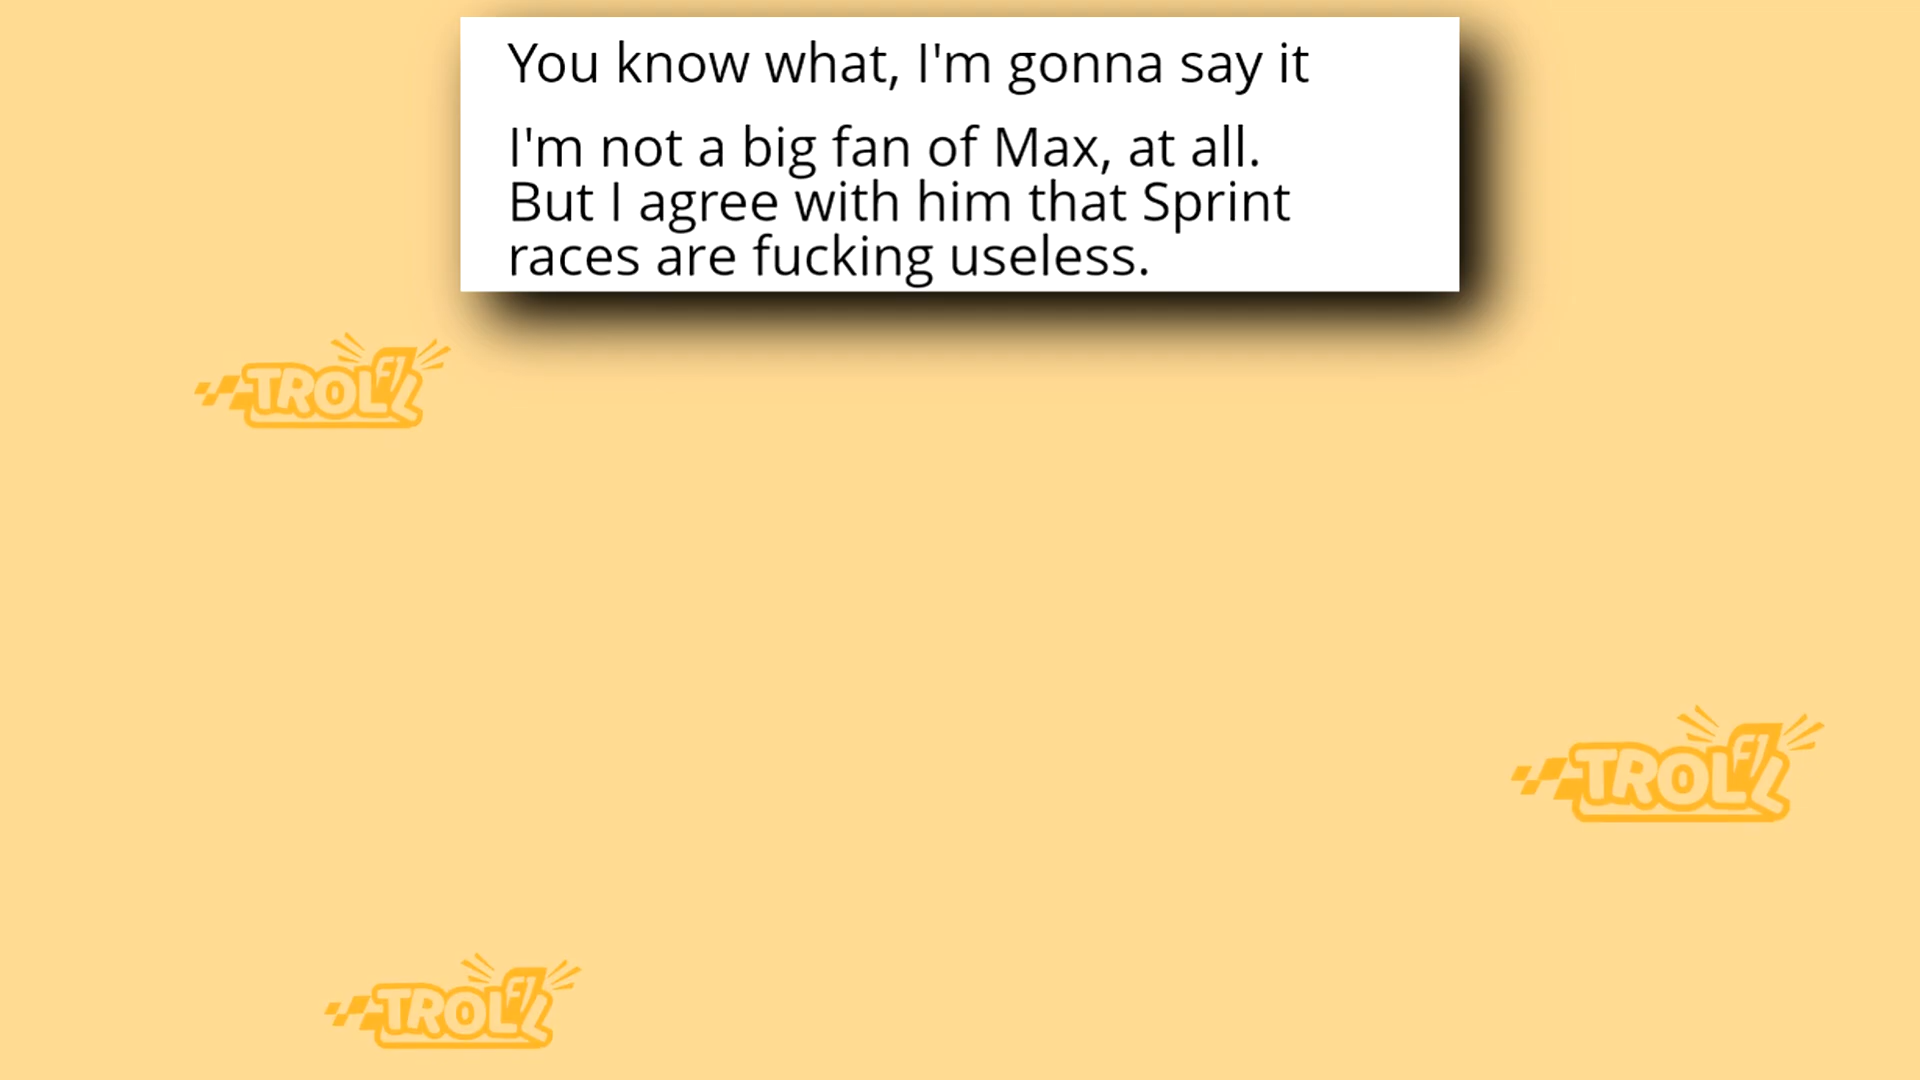 You know what, I'm gonna say it
I'm not a big fan of Max, at all.
But I agree with him that Sprint
races are fucking useless.
TROLL F1
TROLL F1
TROLL F1